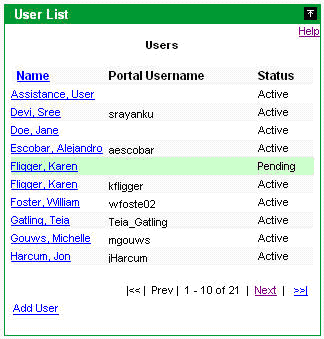 User List
Help
Users
Name Portal Username Status
Assistance, User Active
Devi, Sree srayanku Active
Doe, Jane Active
Escobar, Alejandro aescobar Active
Fligger, Karen Pending
Fligger, Karen kfligger Active
Foster, William wfoste02 Active
Gatling, Teia Teia_Gatling Active
Gouws, Michelle mgouws Active
Harcum, Jon jHarcum Active
|<< | Prev | 1 - 10 of 21 | Next | >>|
Add User